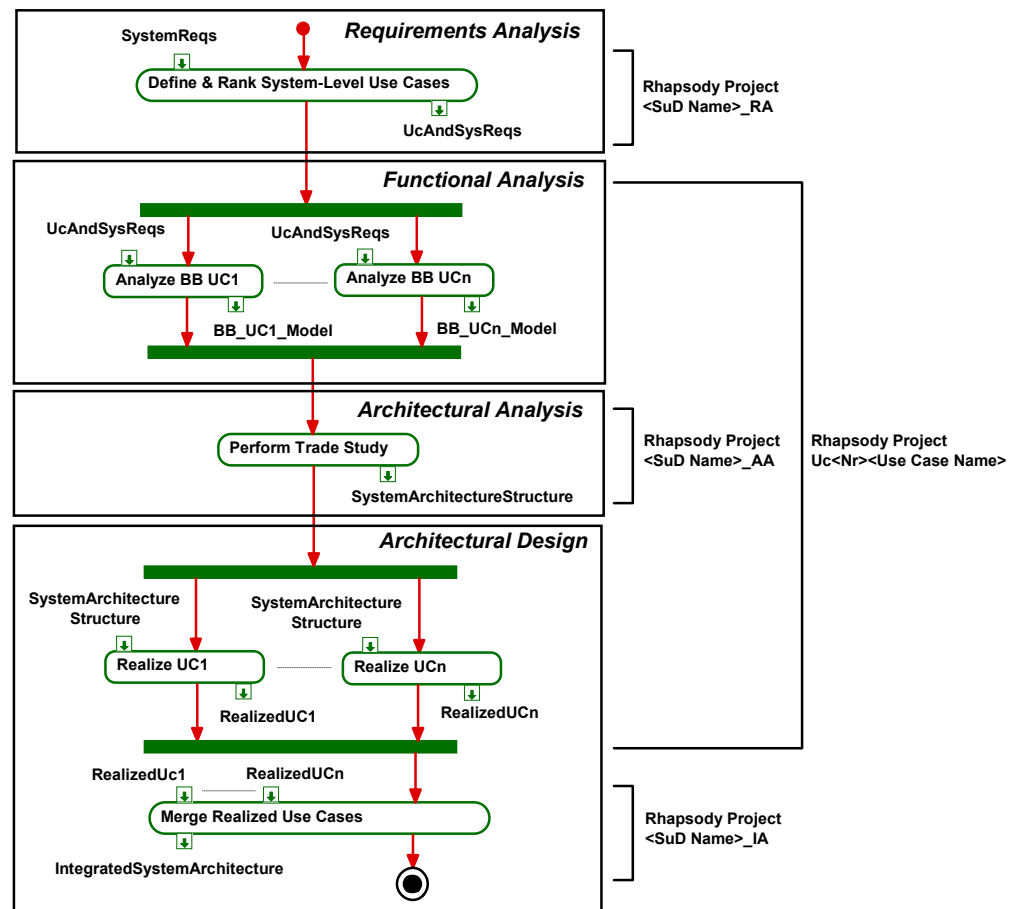 Requirements Analysis
SystemReqs
Define & Rank System-Level Use Cases
UcAndSysReqs
Rhapsody Project
<SuD Name>_RA
Functional Analysis
UcAndSysReqs
UcAndSysReqs
Analyze BB UC1
Analyze BB UCn
BB_UC1_Model
BB_UCn_Model
Architectural Analysis
Perform Trade Study
SystemArchitectureStructure
Rhapsody Project
<SuD Name>_AA
Rhapsody Project
Uc<Nr><Use Case Name>
Architectural Design
SystemArchitecture
Structure
SystemArchitecture
Structure
Realize UC1
Realize UCn
RealizedUC1
RealizedUCn
RealizedUc1
RealizedUCn
Merge Realized Use Cases
IntegratedSystemArchitecture
Rhapsody Project
<SuD Name>_IA